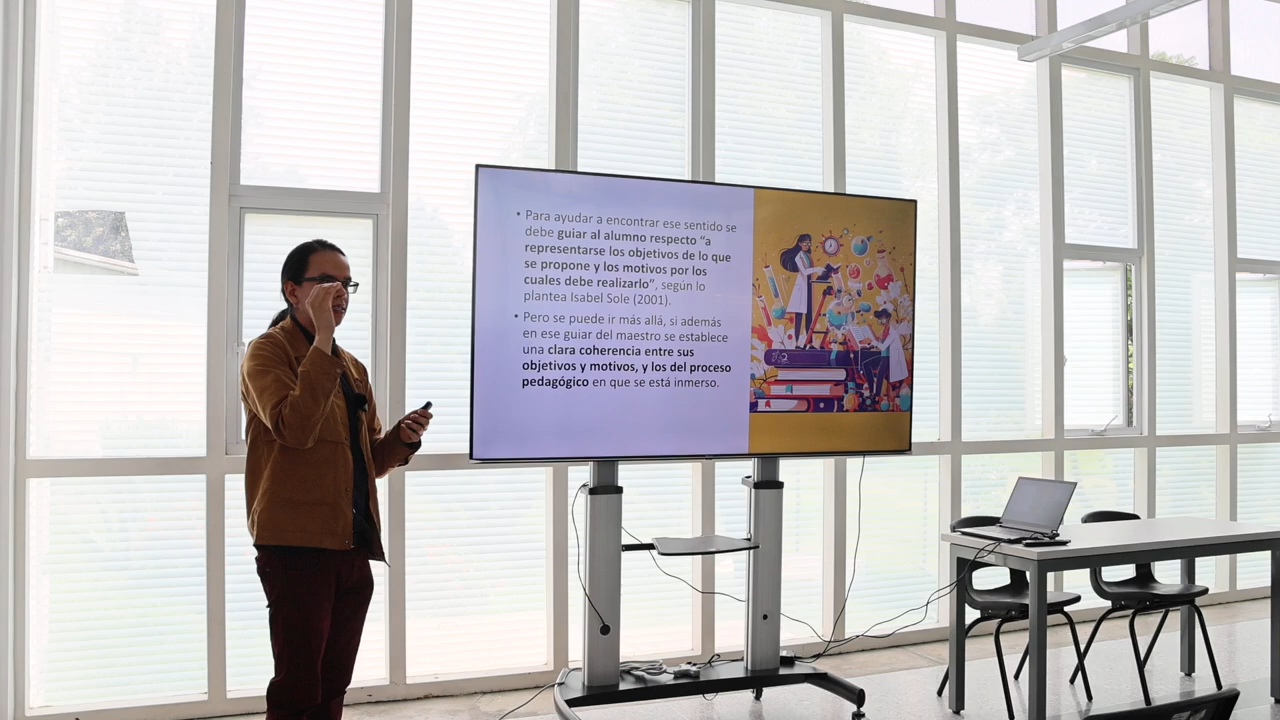 • Para ayudar a encontrar ese sentido se
debe guiar al alumno respecto “a
representarse los objetivos de lo que
se propone y los motivos por los
cuales debe realizarlo”, según lo
plantea Isabel Sole (2001).
• Pero se puede ir más allá, si además
en ese guiar del maestro se establece
una clara coherencia entre sus
objetivos y motivos, y los del proceso
pedagógico en que se está inmerso.